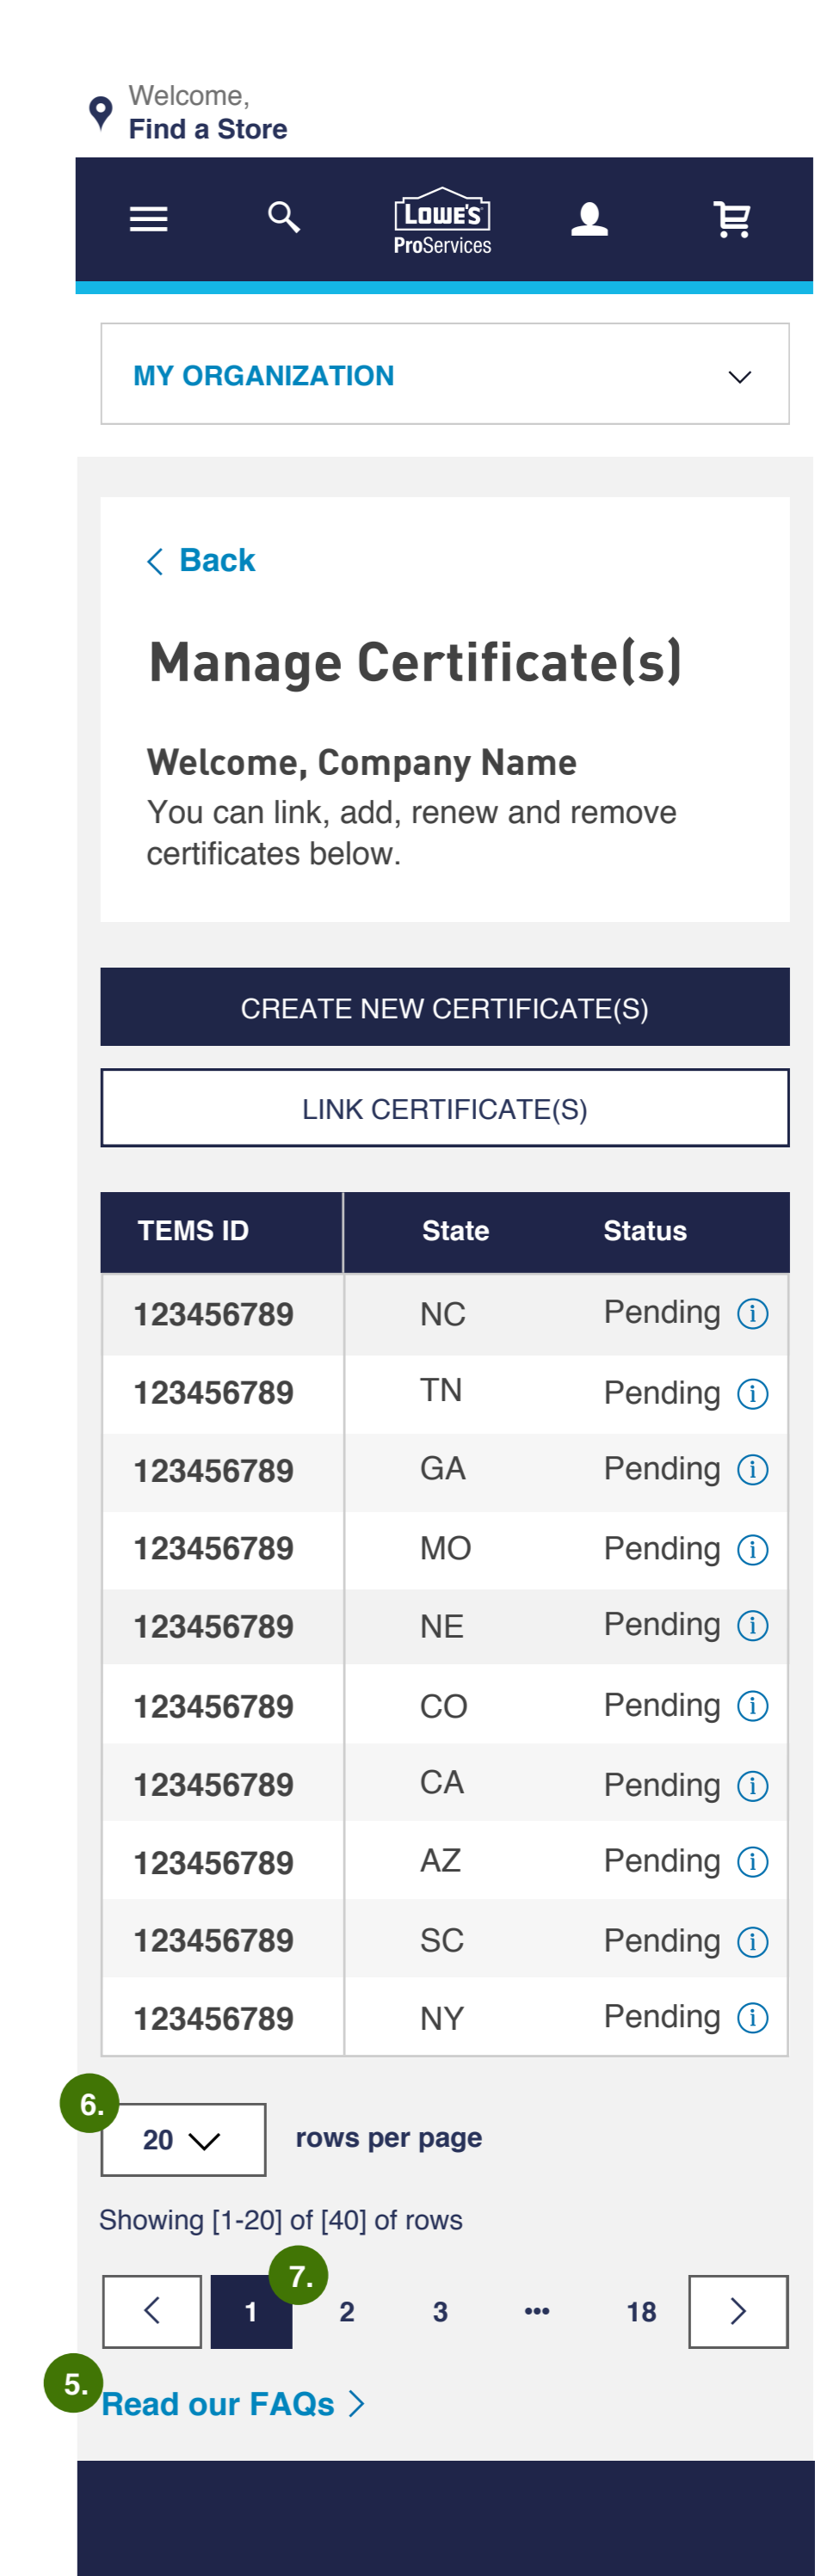 Welcome,
Find a Store
LOWE'S
ProServices
MY ORGANIZATION
Back
Manage Certificate(s)
Welcome, Company Name
You can link, add, renew and remove
certificates below.
CREATE NEW CERTIFICATE(S)
LINK CERTIFICATE(S)
TEMS ID State Status
123456789 NC Pending i
123456789 TN Pending i
123456789 GA Pending i
123456789 MO Pending i
123456789 NE Pending i
123456789 CO Pending i
123456789 CA Pending i
123456789 AZ Pending i
123456789 SC Pending i
123456789 NY Pending i
6.
20 rows per page
Showing [1-20] of [40] of rows
7.
1 2 3 ••• 18
5.
Read our FAQs